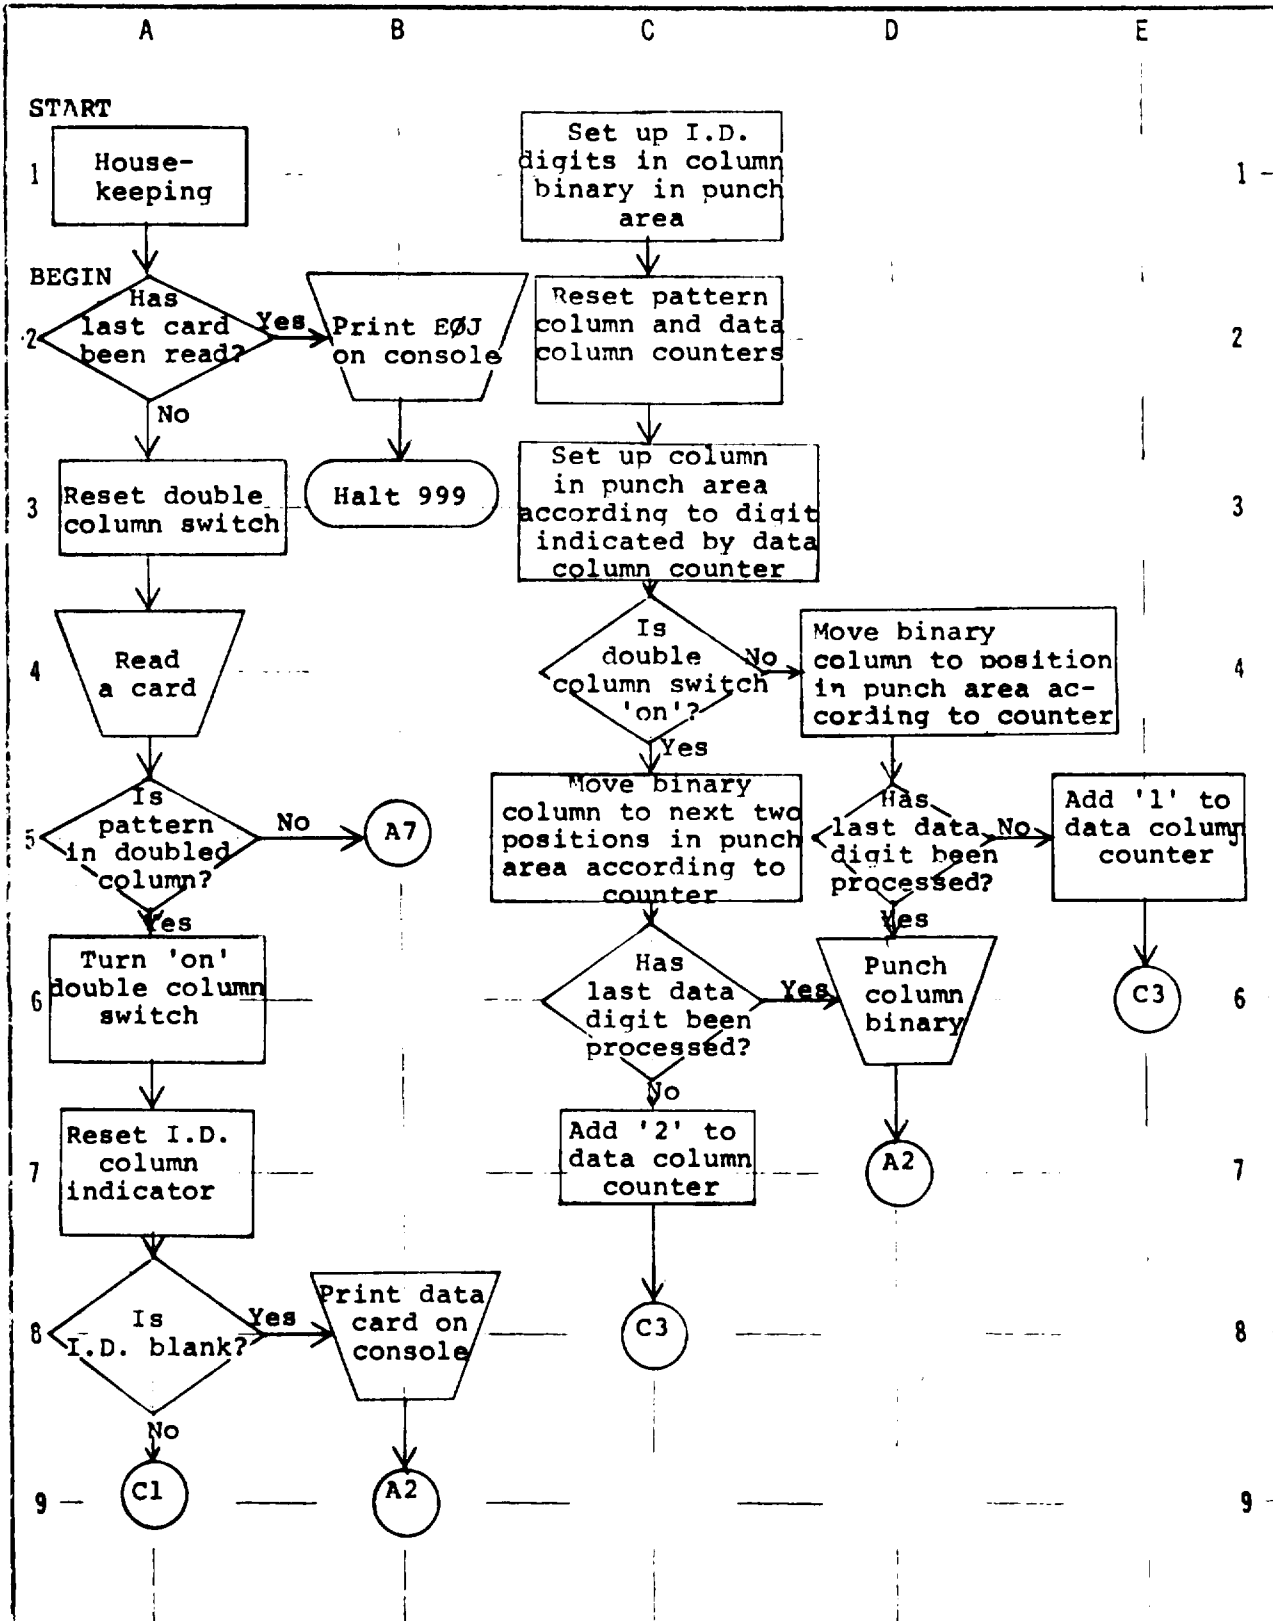 A B C D E
START
House-
keeping
1
Set up I.D.
digits in column
binary in punch
area
1
BEGIN
Has
last card
been read?
2
Yes
No
Print EØJ
on console
Reset pattern
column and data
column counters
2
Reset double
column switch
3
Halt 999
Set up column
in punch area
according to digit
indicated by data
column counter
3
Read
a card
4
Is
double
column switch
'on'?
No
Yes
Move binary
column to position
in punch area ac-
cording to counter
4
Is
pattern
in doubled
column?
5
No
Yes
A7
Move binary
column to next two
positions in punch
area according to
counter
Has
last data
digit been
processed?
No
Yes
Add '1' to
data column
counter
Turn 'on'
double column
switch
6
Has
last data
digit been
processed?
Yes
No
Punch
column
binary
C3
6
Reset I.D.
column
indicator
7
Add '2' to
data column
counter
A2
7
Is
I.D. blank?
8
Yes
No
Print data
card on
console
C3
8
9
C1
A2
9